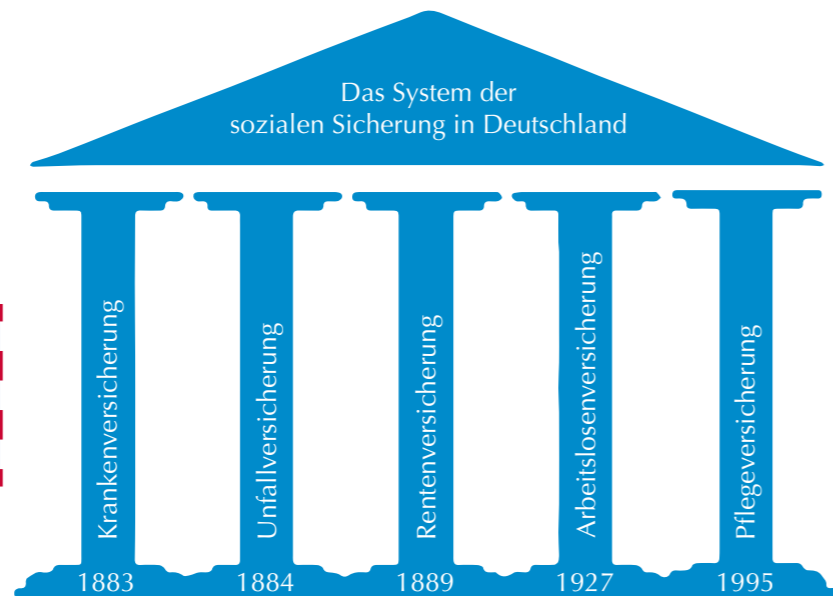 Das System der
sozialen Sicherung in Deutschland
Krankenversicherung
Unfallversicherung
Rentenversicherung
Arbeitslosenversicherung
Pflegeversicherung
1883
1884
1889
1927
1995